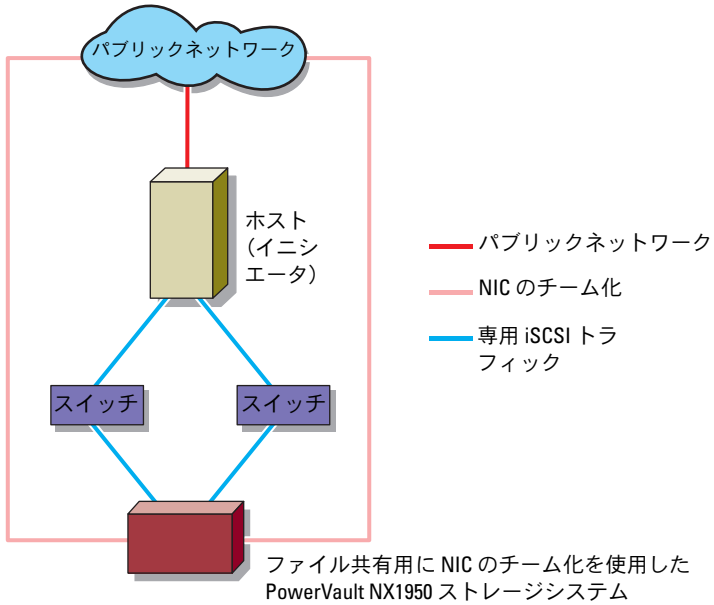 パブリックネットワーク
ホスト
(イニシ
エータ)
パブリックネットワーク
NIC のチーム化
専用 iSCSI トラ
フィック
スイッチ
スイッチ
ファイル共有用に NIC のチーム化を使用した
PowerVault NX1950 ストレージシステム